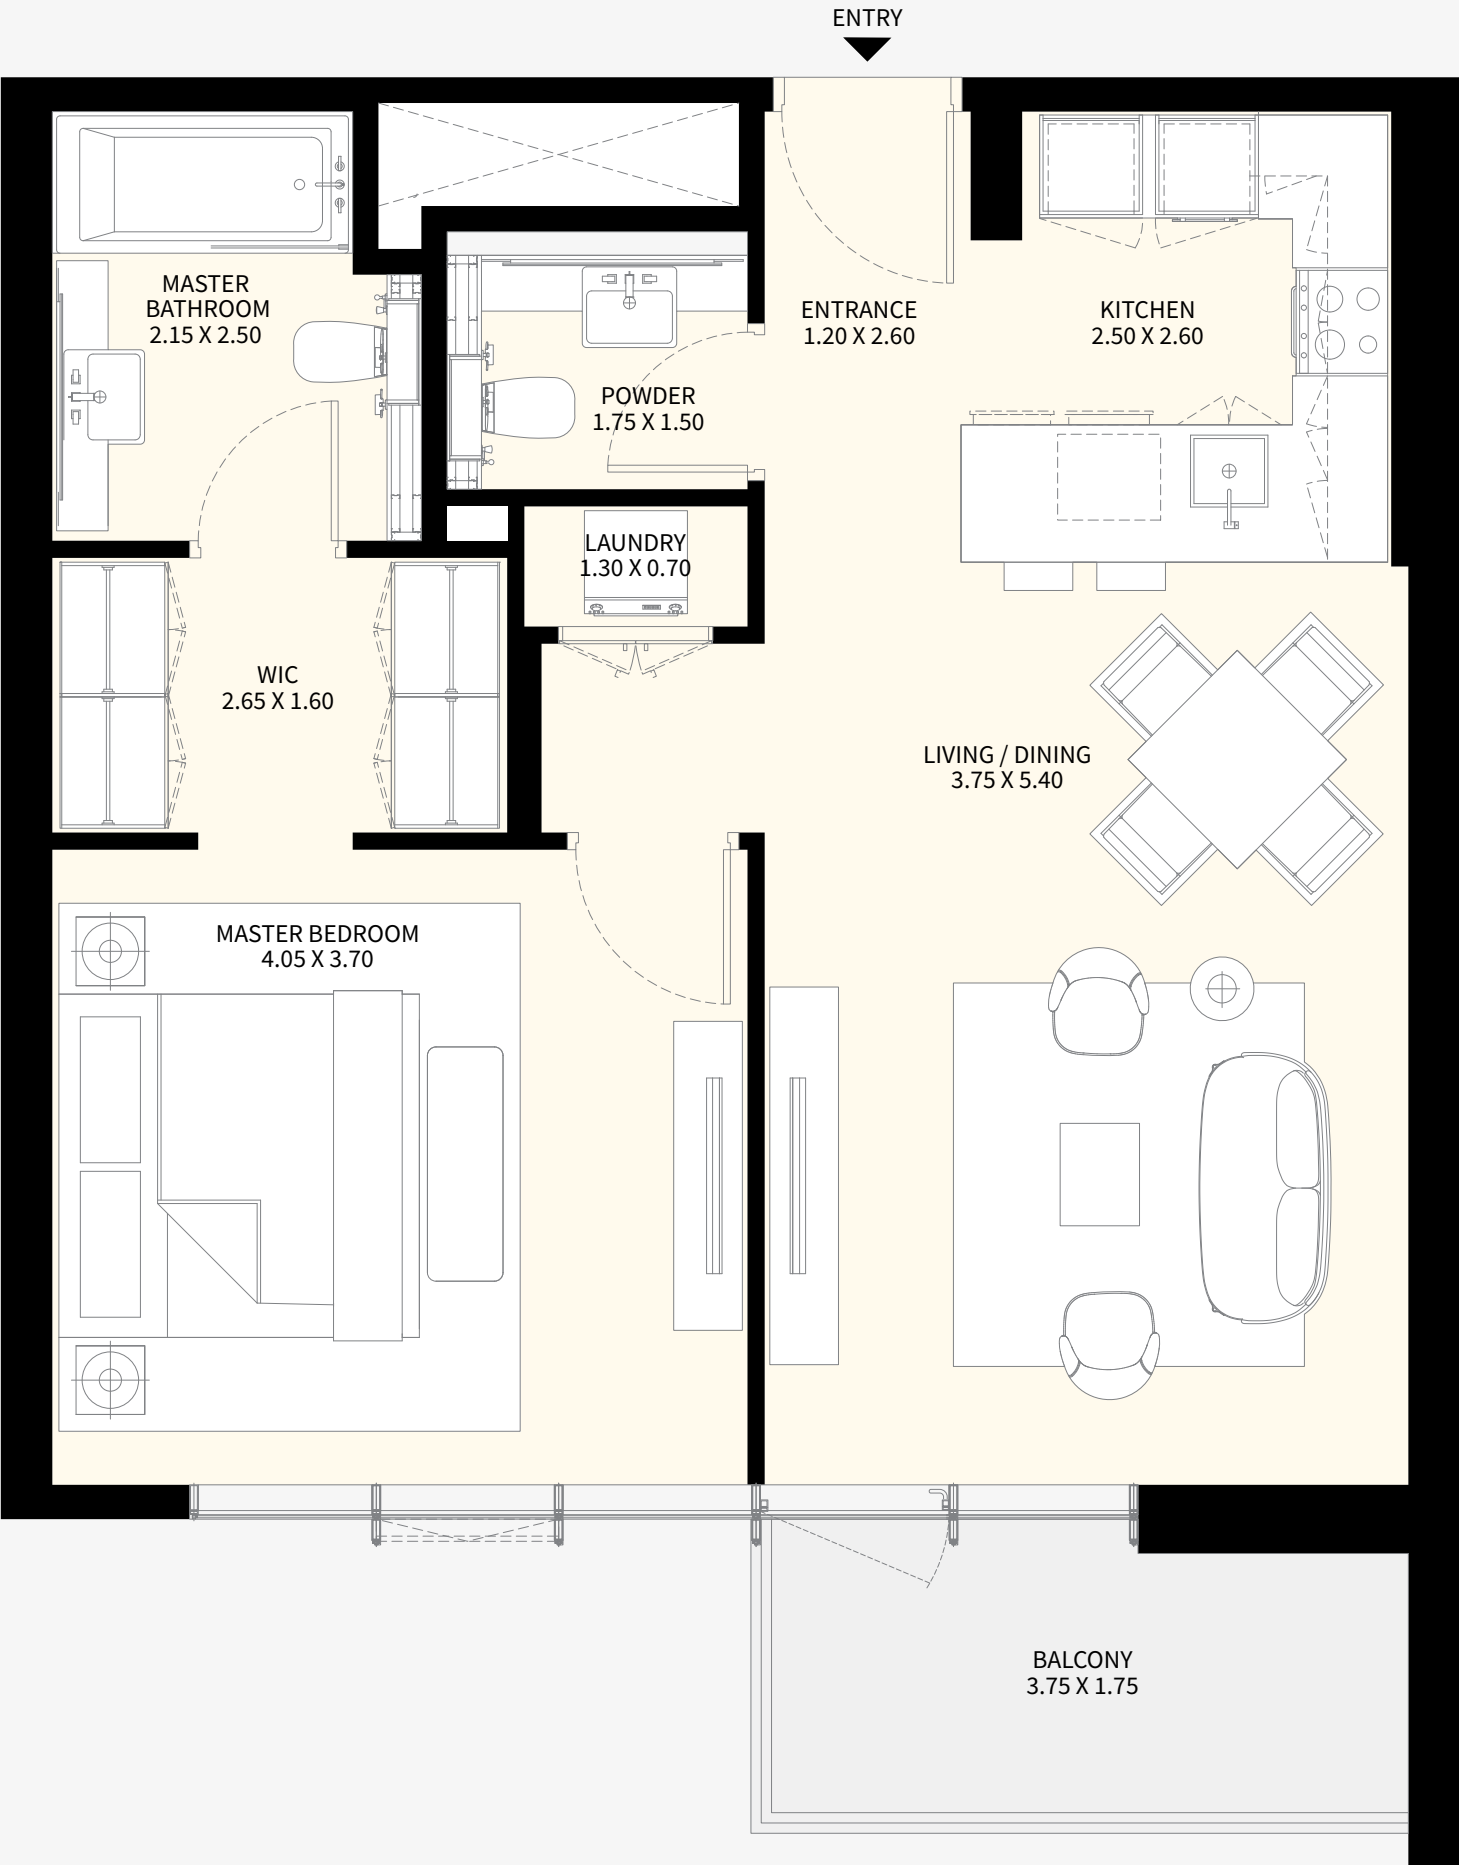 ENTRY
MASTER
BATHROOM
2.15 X 2.50
ENTRANCE
1.20 X 2.60
KITCHEN
2.50 X 2.60
POWDER
1.75 X 1.50
LAUNDRY
1.30 X 0.70
WIC
2.65 X 1.60
LIVING / DINING
3.75 X 5.40
MASTER BEDROOM
4.05 X 3.70
BALCONY
3.75 X 1.75